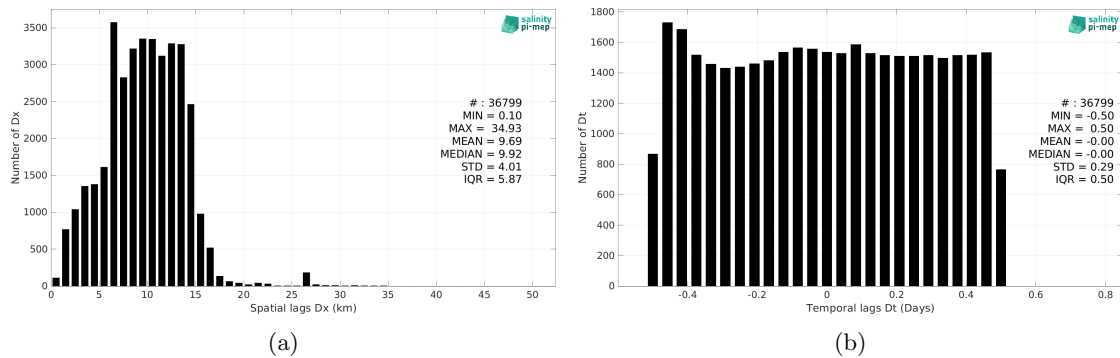 3500
3000
2500
2000
1500
1000
500
0
Number of Dx
salinity
pi-mep
# : 36799
MIN = 0.10
MAX = 34.93
MEAN = 9.69
MEDIAN = 9.92
STD = 4.01
IQR = 5.87
0 5 10 15 20 25 30 35 40 45 50
Spatial lags Dx (km)
(a)
1800
1600
1400
1200
1000
800
600
400
200
0
Number of Dt
salinity
pi-mep
# : 36799
MIN = -0.50
MAX = 0.50
MEAN = -0.00
MEDIAN = -0.00
STD = 0.29
IQR = 0.50
-0.4 -0.2 0 0.2 0.4 0.6 0.8
Temporal lags Dt (Days)
(b)